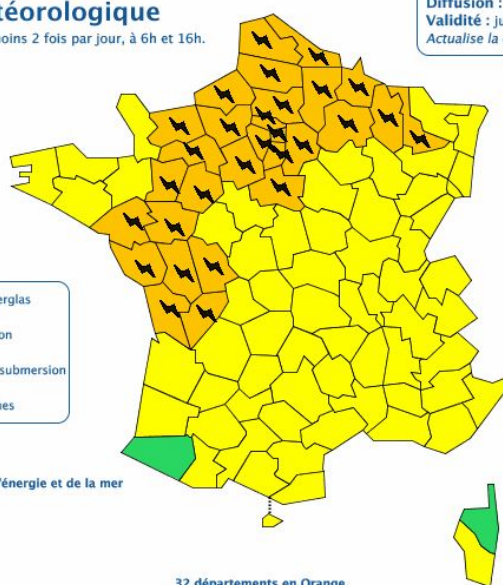 téorologique
oins 2 fois par jour, à 6h et 16h.
Diffusion :
Validité : ju
Actualise la
erglas
on
submersion
es
'énergie et de la mer
32 départements en Orange